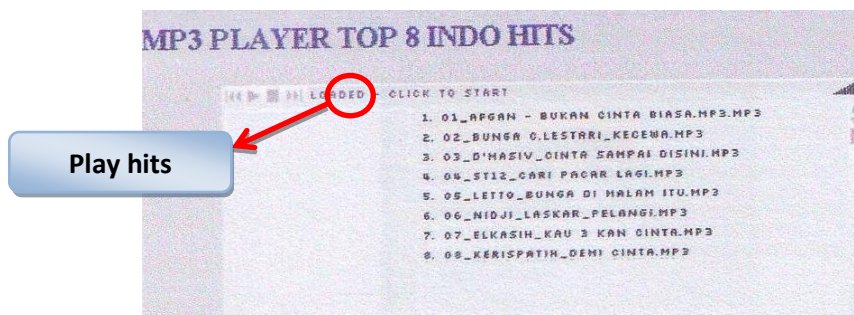 MP3 PLAYER TOP 8 INDO HITS
LOADED - CLICK TO START
1. 01_AFGAN - BUKAN CINTA BIASA.MP3.MP3
2. 02_BUNGA C.LESTARI_KECEWA.MP3
3. 03_D'MASIV_CINTA SAMPAI DISINI.MP3
4. 04_ST12_CARI PACAR LAGI.MP3
5. 05_LETTO_BUNGA DI MALAM ITU.MP3
6. 06_NIDJI_LASKAR_PELANGI.MP3
7. 07_ELKASIH_KAU 3 KAN CINTA.MP3
8. 08_KERISPATIH_DEMI CINTA.MP3
Play hits